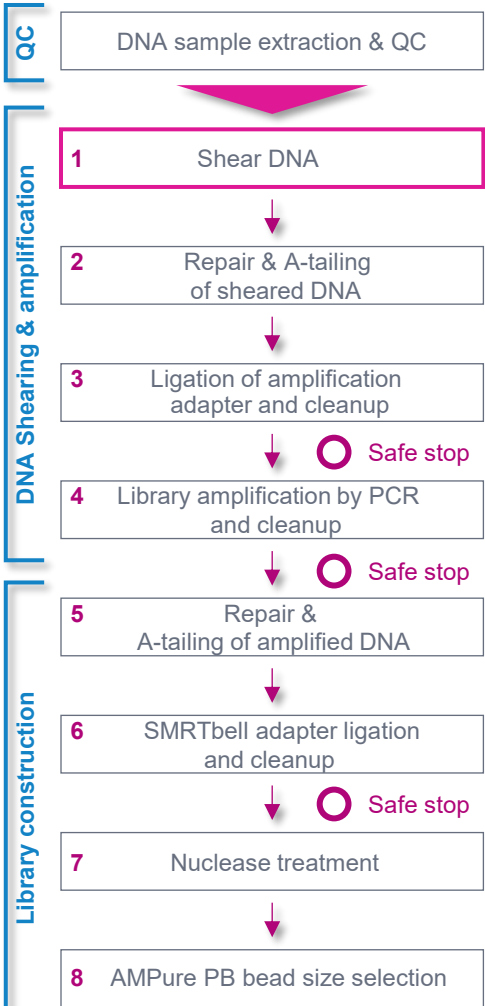 QC
DNA sample extraction & QC
DNA Shearing & amplification
1 Shear DNA
2 Repair & A-tailing
of sheared DNA
3 Ligation of amplification
adapter and cleanup
Safe stop
4 Library amplification by PCR
and cleanup
Safe stop
Library construction
5 Repair &
A-tailing of amplified DNA
6 SMRTbell adapter ligation
and cleanup
Safe stop
7 Nuclease treatment
8 AMPure PB bead size selection